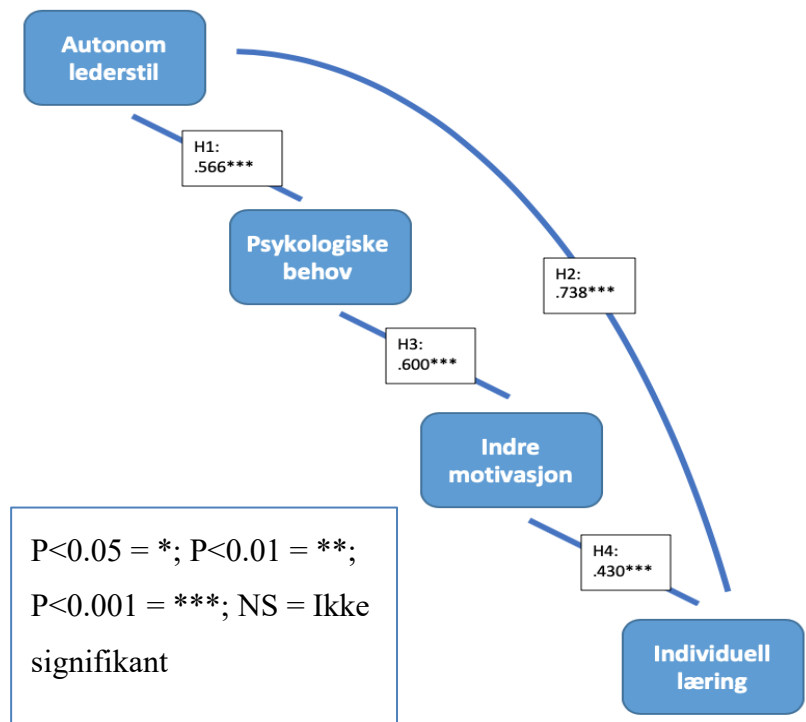 Autonom
lederstil
H1:
.566***
Psykologiske
behov
H2:
.738***
H3:
.600***
Indre
motivasjon
P<0.05 = *; P<0.01 = **;
P<0.001 = ***; NS = Ikke
signifikant
H4:
.430***
Individuell
læring